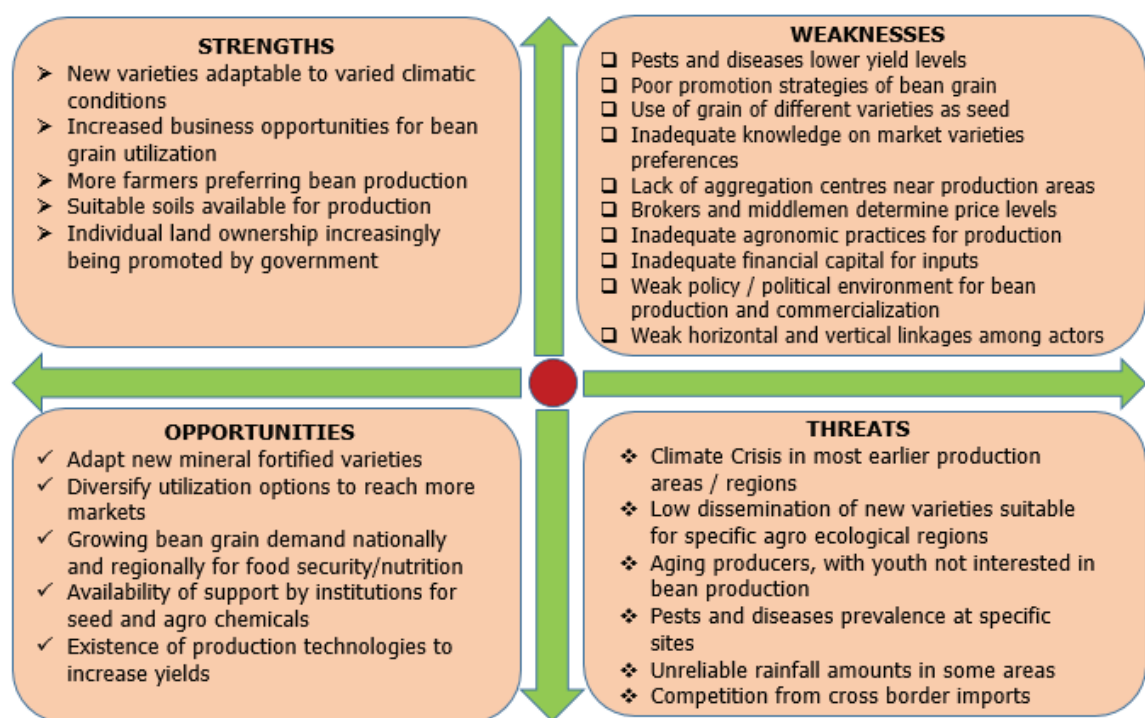 STRENGTHS
➤ New varieties adaptable to varied climatic
conditions
➤ Increased business opportunities for bean
grain utilization
➤ More farmers preferring bean production
➤ Suitable soils available for production
➤ Individual land ownership increasingly
being promoted by government
WEAKNESSES
❑ Pests and diseases lower yield levels
❑ Poor promotion strategies of bean grain
❑ Use of grain of different varieties as seed
❑ Inadequate knowledge on market varieties
preferences
❑ Lack of aggregation centres near production areas
❑ Brokers and middlemen determine price levels
❑ Inadequate agronomic practices for production
❑ Inadequate financial capital for inputs
❑ Weak policy / political environment for bean
production and commercialization
❑ Weak horizontal and vertical linkages among actors
OPPORTUNITIES
✓ Adapt new mineral fortified varieties
✓ Diversify utilization options to reach more
markets
✓ Growing bean grain demand nationally
and regionally for food security/nutrition
✓ Availability of support by institutions for
seed and agro chemicals
✓ Existence of production technologies to
increase yields
THREATS
❖ Climate Crisis in most earlier production
areas / regions
❖ Low dissemination of new varieties suitable
for specific agro ecological regions
❖ Aging producers, with youth not interested in
bean production
❖ Pests and diseases prevalence at specific
sites
❖ Unreliable rainfall amounts in some areas
❖ Competition from cross border imports